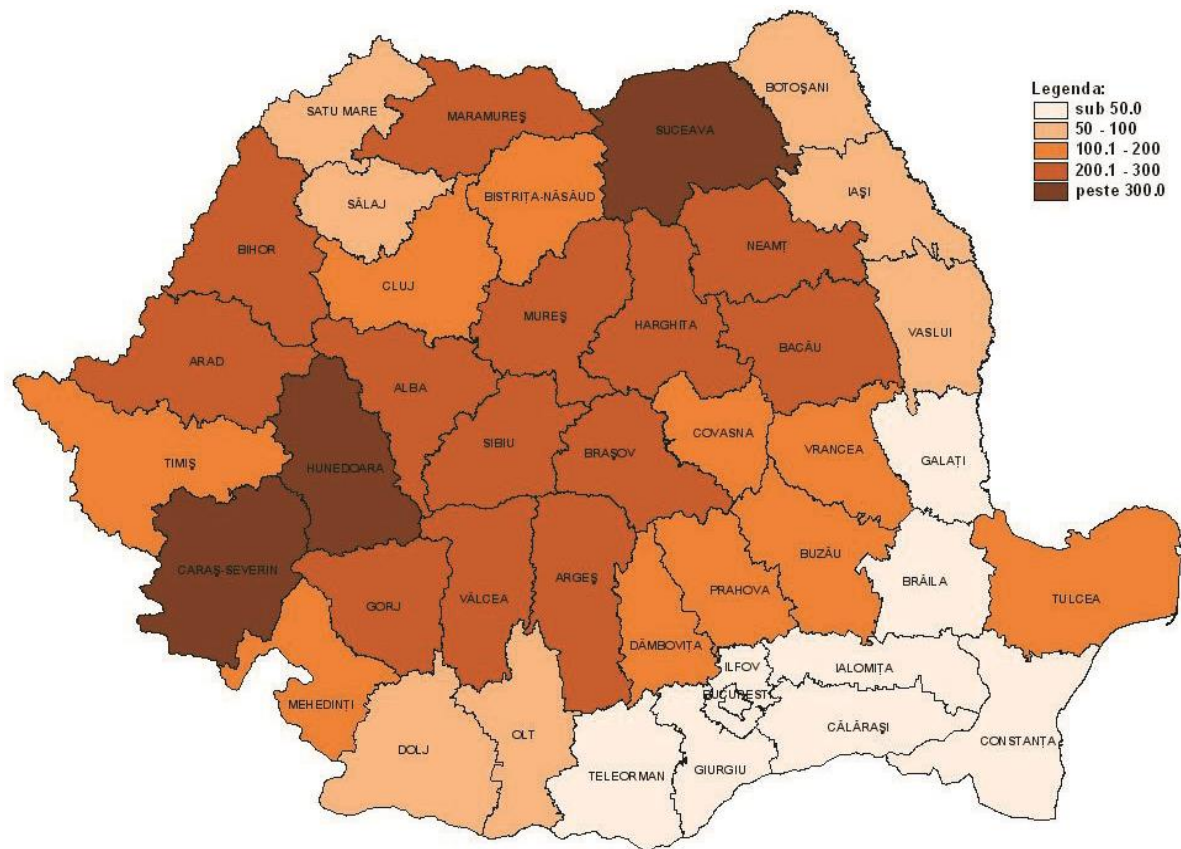 Legenda:
sub 50.0
50 - 100
100.1 - 200
200.1 - 300
peste 300.0
BOTOŞANI
SATU MARE
MARAMUREŞ
SUCEAVA
IAŞI
BISTRIŢA-NĂSĂUD
SĂLAJ
NEAMŢ
BIHOR
CLUJ
MUREŞ
HARGHITA
VASLUI
BACĂU
ARAD
ALBA
COVASNA
SIBIU
BRAŞOV
VRANCEA
GALAŢI
TIMIŞ
HUNEDOARA
BUZĂU
CARAŞ-SEVERIN
ARGEŞ
BRĂILA
PRAHOVA
VÂLCEA
TULCEA
GORJ
DÂMBOVIŢA
ILFOV
IALOMIŢA
BUCUREST
MEHEDINŢI
CĂLĂRAŞI
OLT
CONSTANŢA
DOLJ
GIURGIU
TELEORMAN